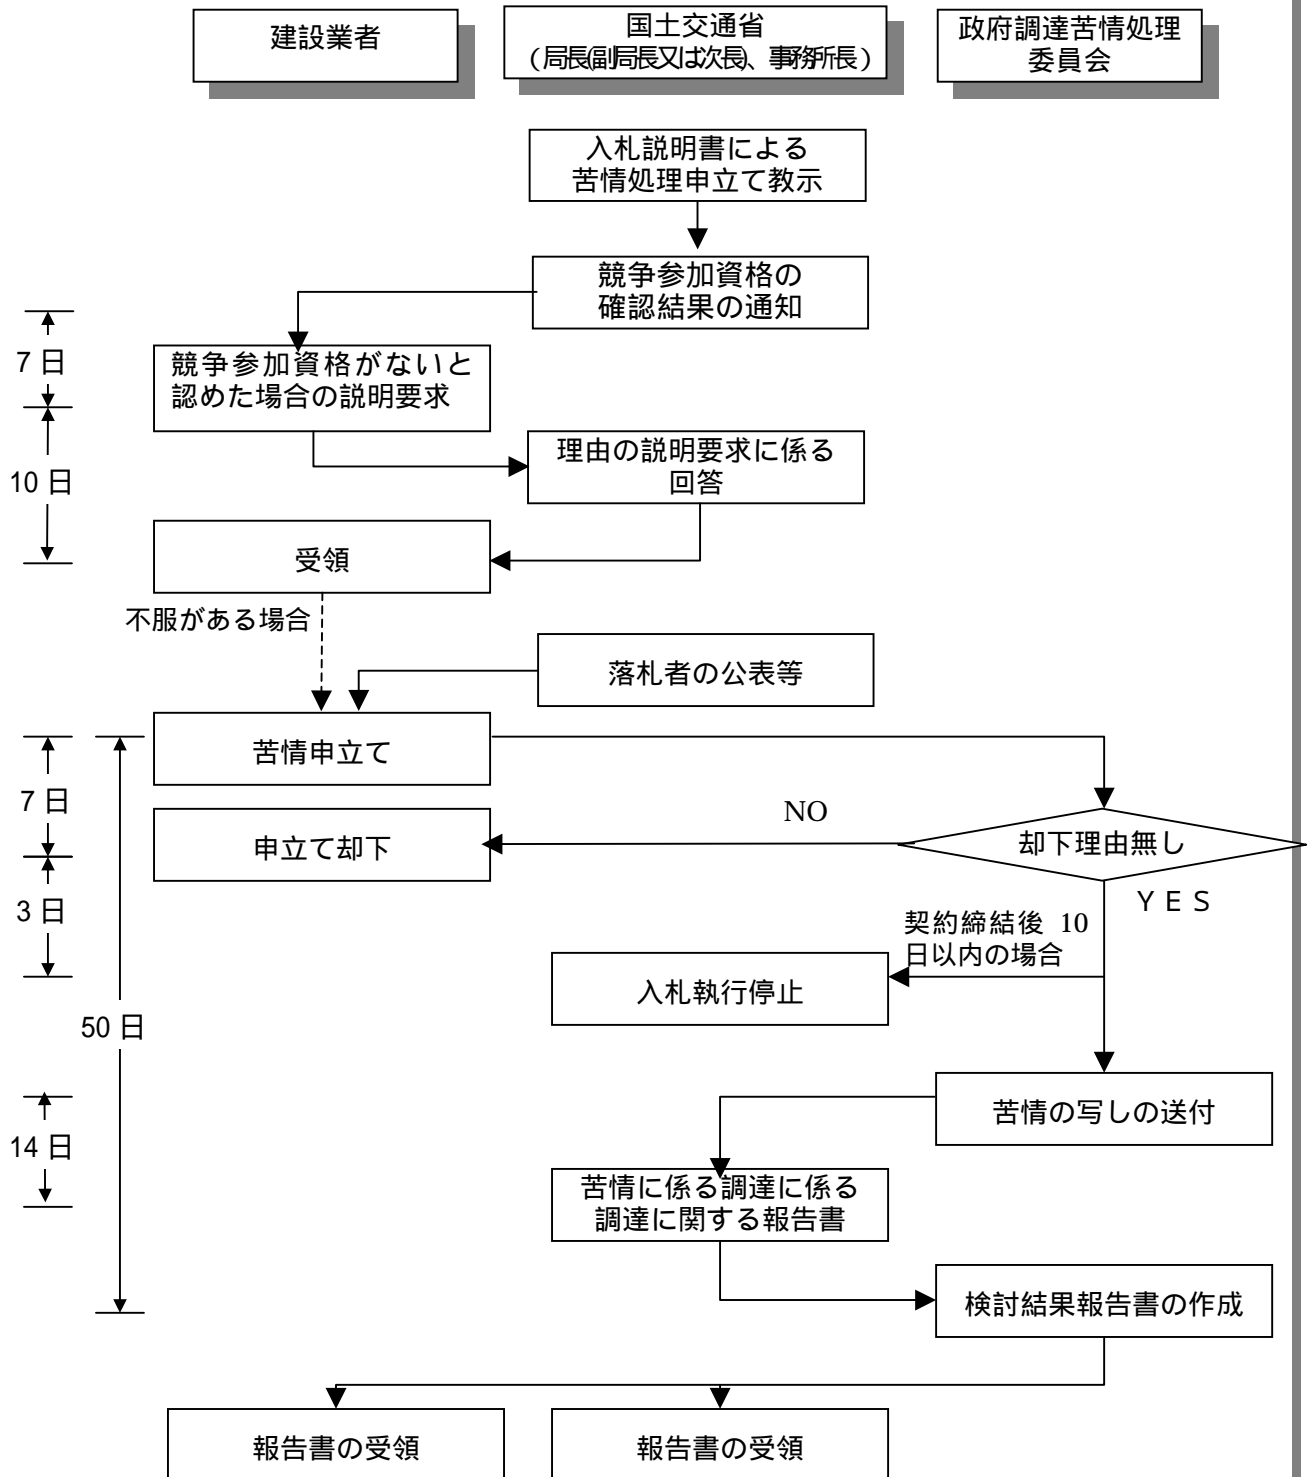 建設業者
国土交通省
（局長(副局長又は次長)、事務所長）
政府調達苦情処理
委員会
入札説明書による
苦情処理申立て教示
競争参加資格の
確認結果の通知
7 日
競争参加資格がないと
認めた場合の説明要求
10 日
理由の説明要求に係る
回答
受領
不服がある場合
落札者の公表等
苦情申立て
7 日
NO
申立て却下
却下理由無し
ＹＥＳ
3 日
契約締結後 10
日以内の場合
入札執行停止
50 日
苦情の写しの送付
14 日
苦情に係る調達に係る
調達に関する報告書
検討結果報告書の作成
報告書の受領
報告書の受領